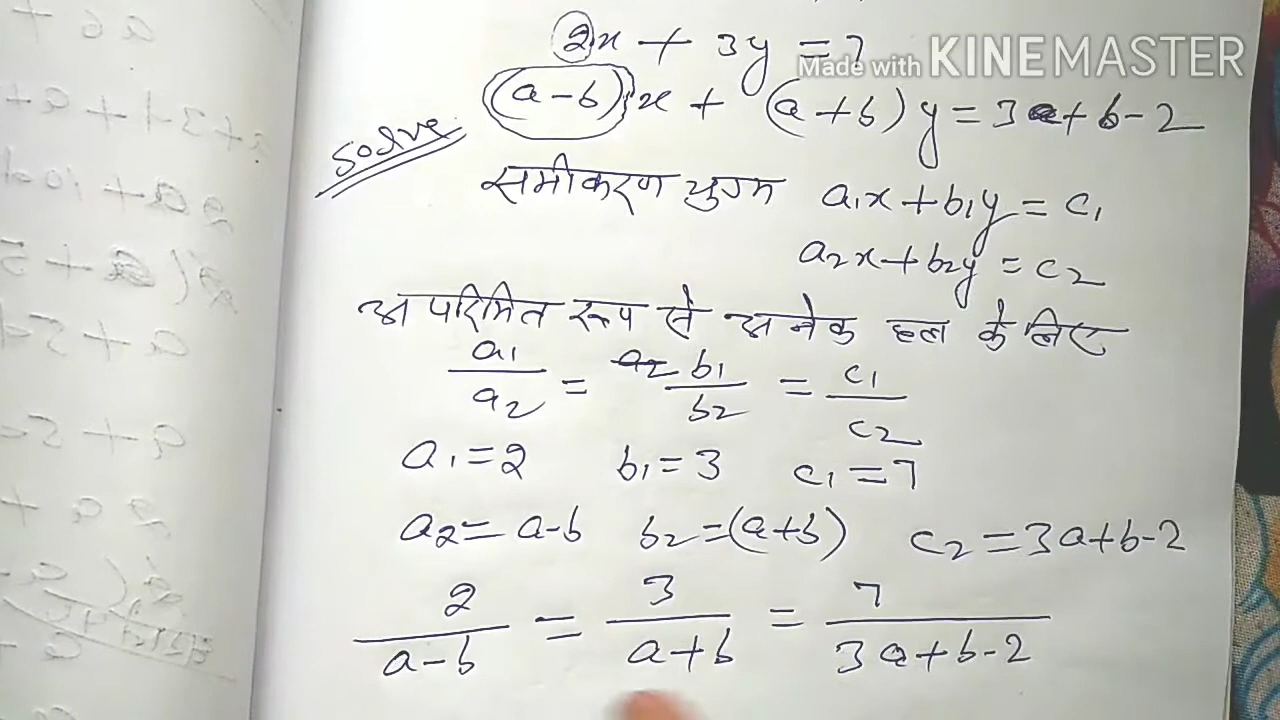 2x + 3y = 7
Made with KINEMASTER
(a-b)x + (a+b)y = 3a+b-2
Solve
समीकरण युग्म a₁x+b₁y = c₁
a₂x+b₂y = c₂
अपरिमित रूप से अनेक हल के लिए
a₁/a₂ = b₁/b₂ = c₁/c₂
a₁=2 b₁=3 c₁=7
a₂=a-b b₂=(a+b) c₂=3a+b-2
2/(a-b) = 3/(a+b) = 7/(3a+b-2)